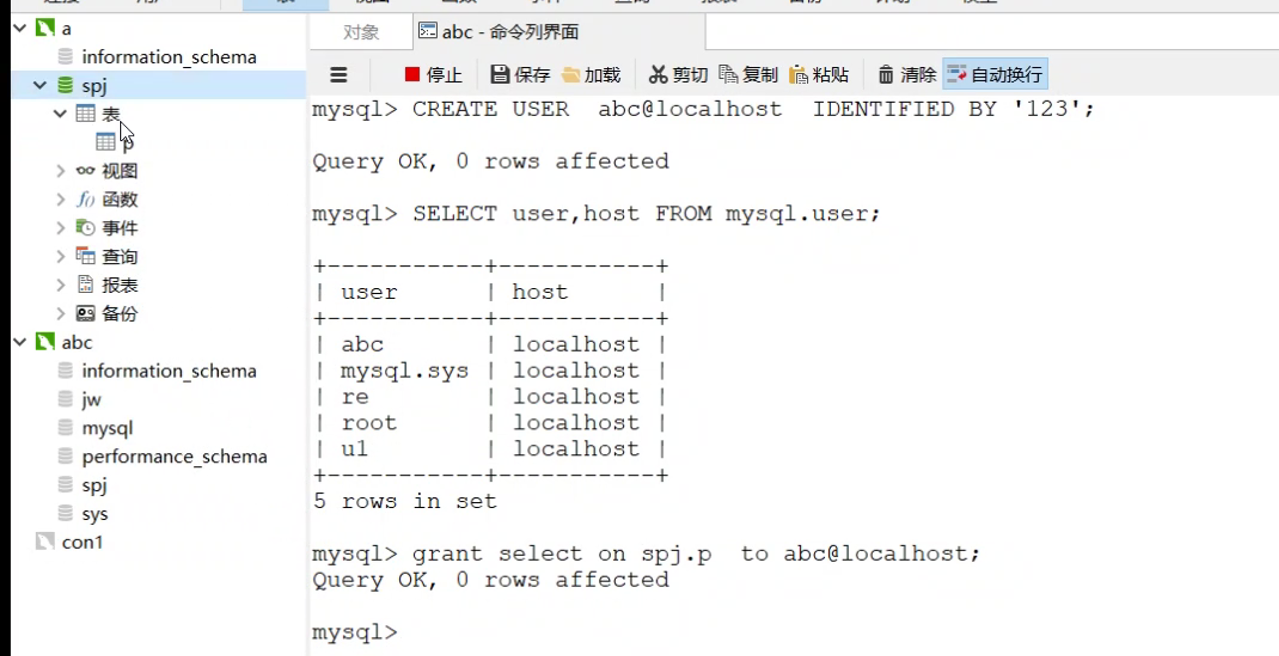 a
information_schema
spj
表
p
视图
函数
事件
查询
报表
备份
abc
information_schema
jw
mysql
performance_schema
spj
sys
con1
对象
abc - 命令列界面
停止 保存 加载 剪切 复制 粘贴 清除 自动换行
mysql> CREATE USER  abc@localhost  IDENTIFIED BY '123';
Query OK, 0 rows affected
mysql> SELECT user,host FROM mysql.user;
+-----------+-----------+
| user      | host      |
+-----------+-----------+
| abc       | localhost |
| mysql.sys | localhost |
| re        | localhost |
| root      | localhost |
| u1        | localhost |
+-----------+-----------+
5 rows in set
mysql> grant select on spj.p  to abc@localhost;
Query OK, 0 rows affected
mysql>